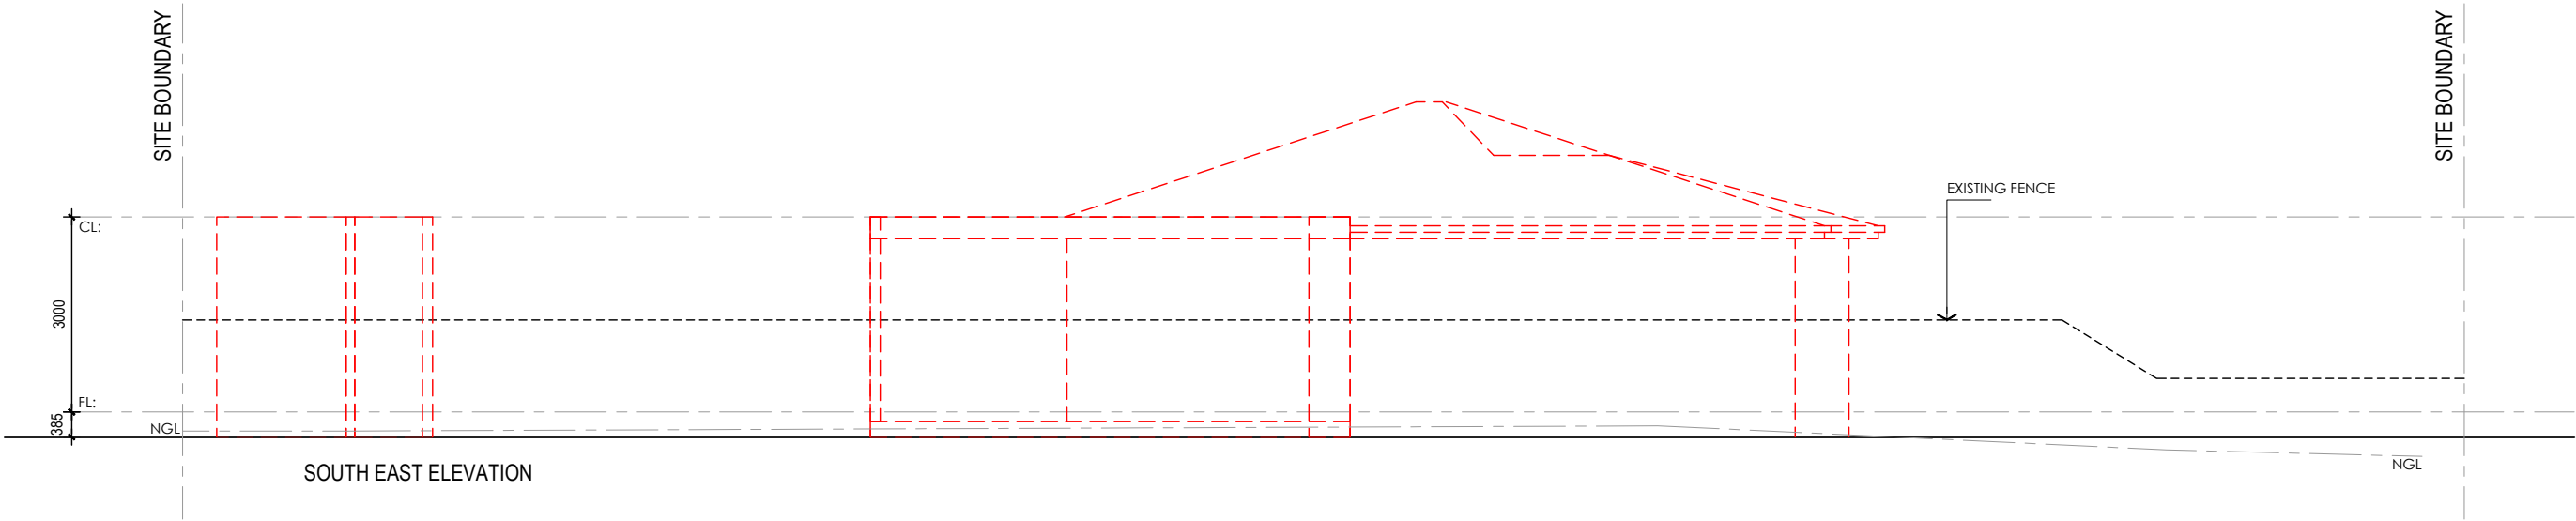 SITE BOUNDARY
SITE BOUNDARY
EXISTING FENCE
CL:
3000
FL:
385
NGL
NGL
SOUTH EAST ELEVATION